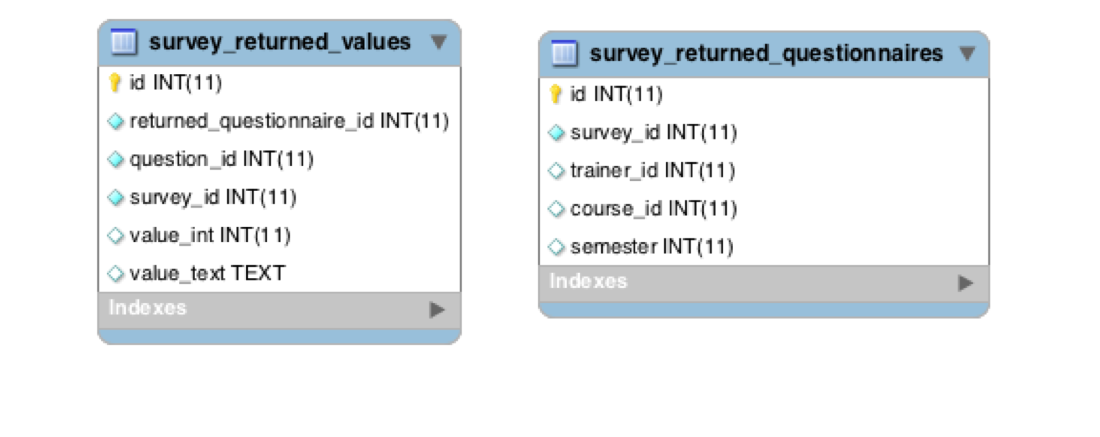 survey_returned_values
id INT(11)
returned_questionnaire_id INT(11)
question_id INT(11)
survey_id INT(11)
value_int INT(11)
value_text TEXT
Indexes
survey_returned_questionnaires
id INT(11)
survey_id INT(11)
trainer_id INT(11)
course_id INT(11)
semester INT(11)
Indexes